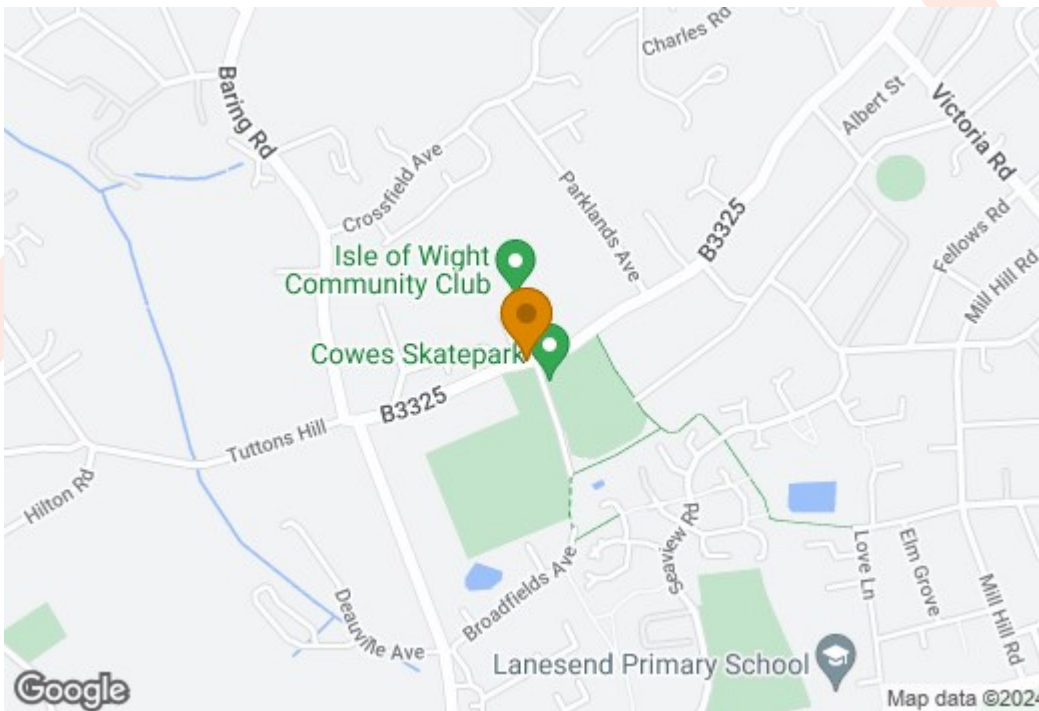 Charles Rd
Baring Rd
Albert St
Victoria Rd
Crossfield Ave
Parklands Ave
B3325
Fellows Rd
Isle of Wight
Community Club
Mill Hill Rd
Cowes Skatepark
B3325
Tuttons Hill
Hilton Rd
Seaview Rd
Love Ln
Elm Grove
Mill Hill Rd
Broadfields Ave
Deauville Ave
Lanesend Primary School
Google
Map data ©2024